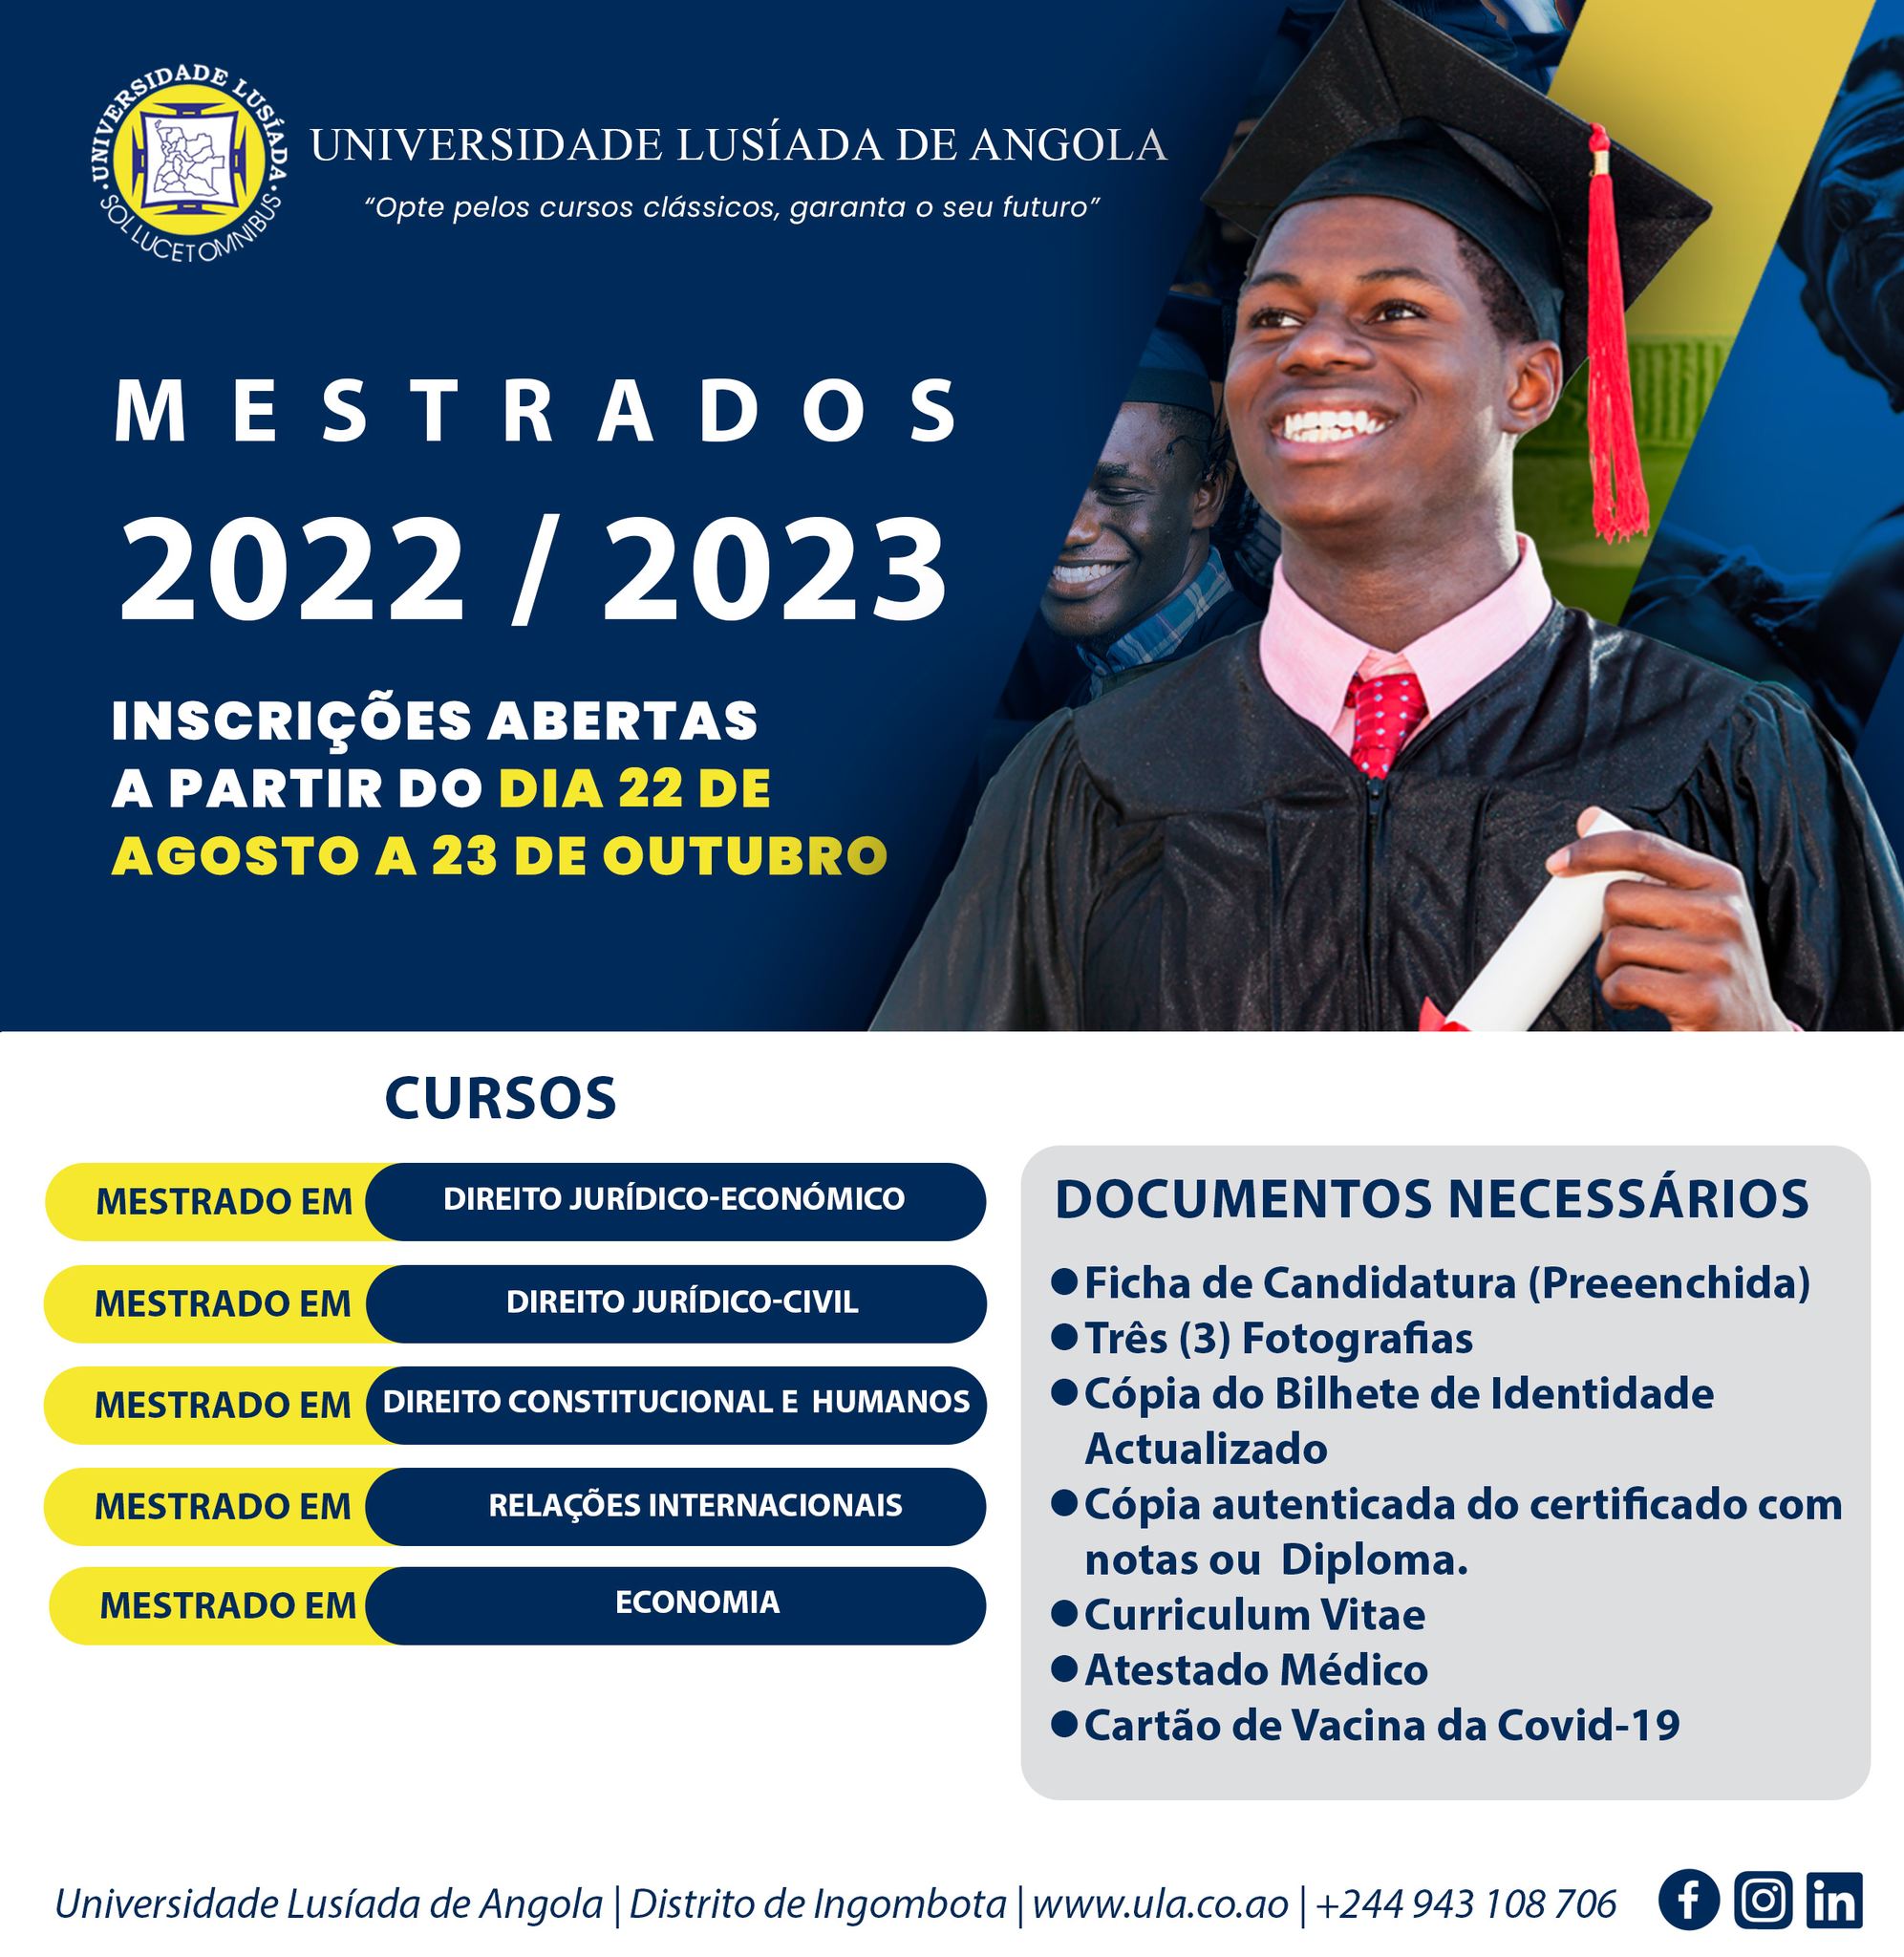 UNIVERSIDADE LUSÍADA
SOL LUCET OMNIBUS
UNIVERSIDADE LUSÍADA DE ANGOLA
“Opte pelos cursos clássicos, garanta o seu futuro”
MESTRADOS
2022 / 2023
INSCRIÇÕES ABERTAS
A PARTIR DO DIA 22 DE
AGOSTO A 23 DE OUTUBRO
CURSOS
MESTRADO EM DIREITO JURÍDICO-ECONÓMICO
MESTRADO EM DIREITO JURÍDICO-CIVIL
MESTRADO EM DIREITO CONSTITUCIONAL E HUMANOS
MESTRADO EM RELAÇÕES INTERNACIONAIS
MESTRADO EM ECONOMIA
DOCUMENTOS NECESSÁRIOS
● Ficha de Candidatura (Preeenchida)
● Três (3) Fotografias
● Cópia do Bilhete de Identidade
Actualizado
● Cópia autenticada do certificado com
notas ou Diploma.
● Curriculum Vitae
● Atestado Médico
● Cartão de Vacina da Covid-19
Universidade Lusíada de Angola | Distrito de Ingombota | www.ula.co.ao | +244 943 108 706